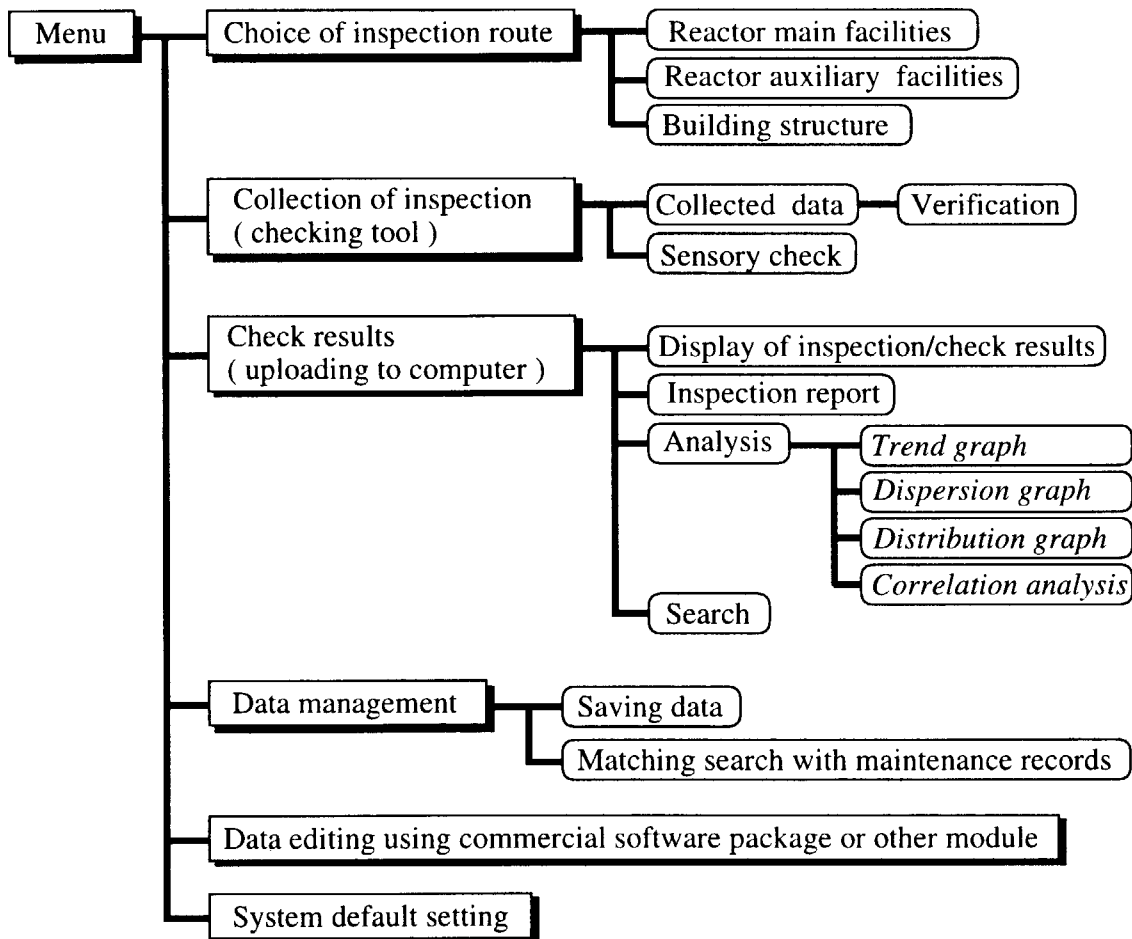 Menu
Choice of inspection route
Reactor main facilities
Reactor auxiliary facilities
Building structure
Collection of inspection
( checking tool )
Collected data
Verification
Sensory check
Check results
( uploading to computer )
Display of inspection/check results
Inspection report
Analysis
Trend graph
Dispersion graph
Distribution graph
Correlation analysis
Search
Data management
Saving data
Matching search with maintenance records
Data editing using commercial software package or other module
System default setting